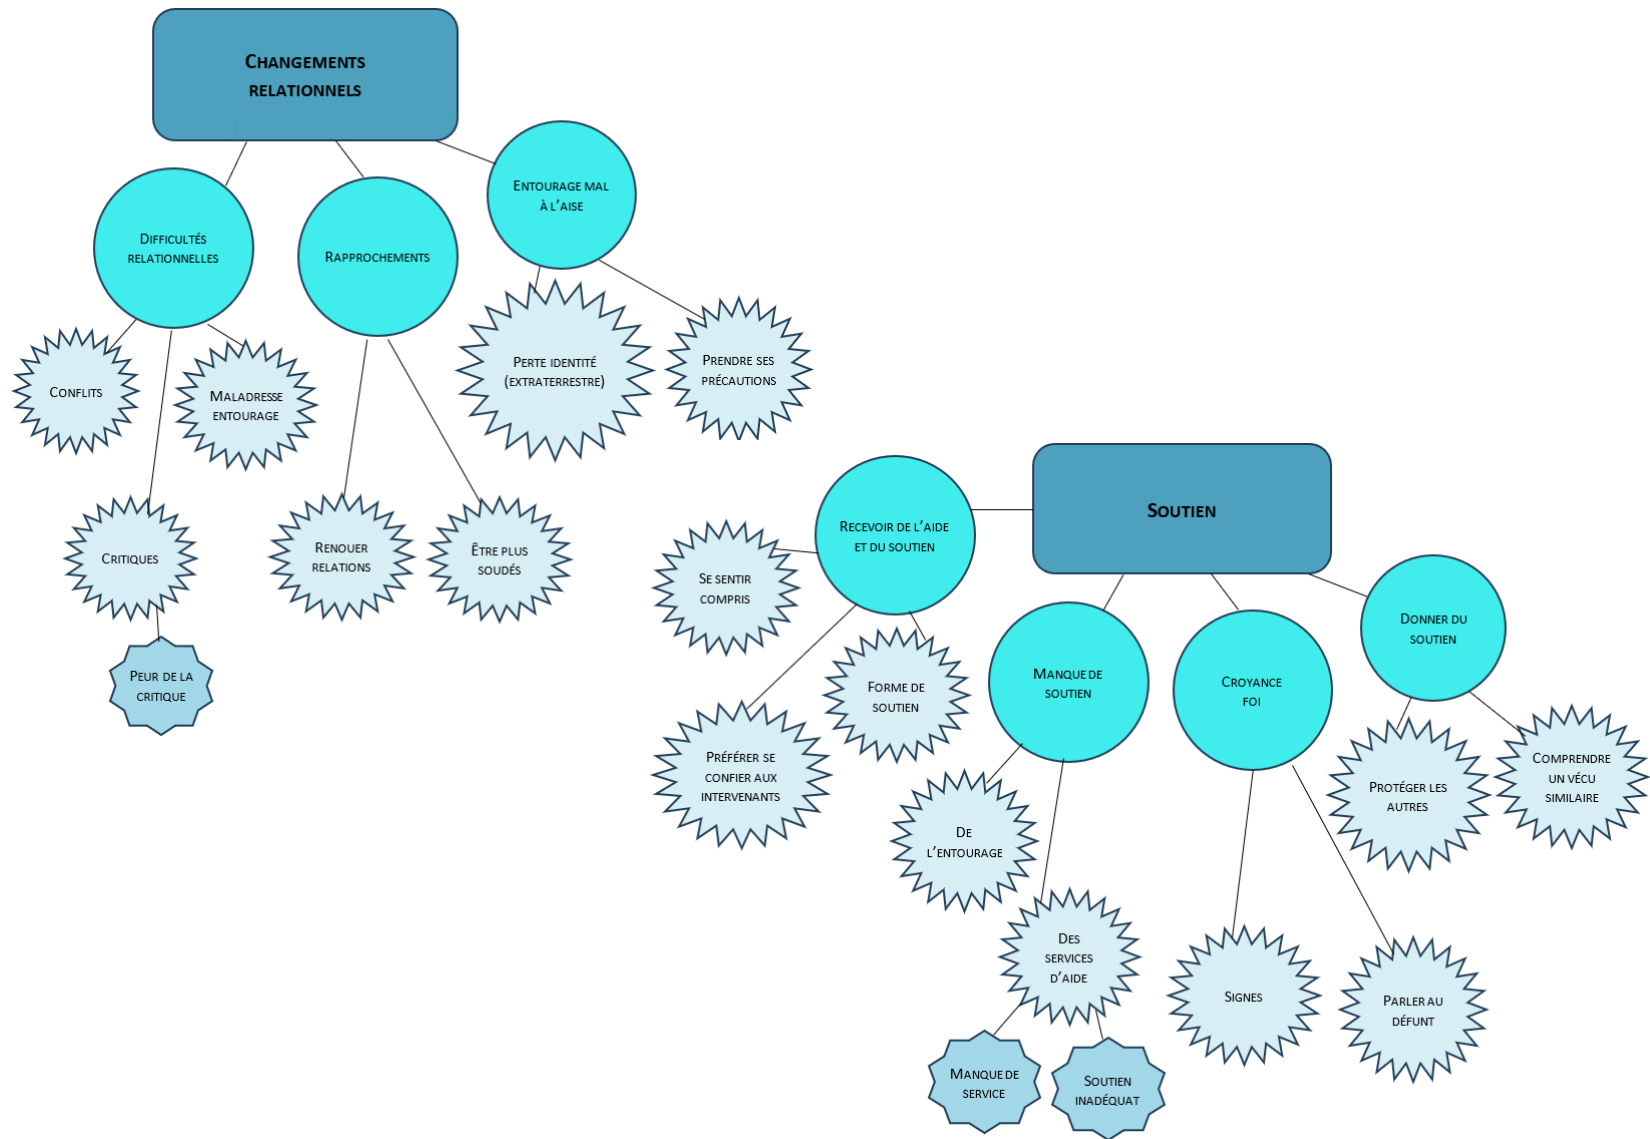 CHANGEMENTS
RELATIONNELS
ENTOURAGE MAL
À L'AISE
DIFFICULTÉS
RELATIONNELLES
RAPPROCHEMENTS
PERTE IDENTITÉ
(EXTRATERRESTRE)
PRENDRE SES
PRÉCAUTIONS
CONFLITS
MALADRESSE
ENTOURAGE
CRITIQUES
RENOUER
RELATIONS
ÊTRE PLUS
SOUDÉS
PEUR DE LA
CRITIQUE
SOUTIEN
RECEVOIR DE L'AIDE
ET DU SOUTIEN
SE SENTIR
COMPRIS
DONNER DU
SOUTIEN
MANQUE DE
SOUTIEN
CROYANCE
FOI
FORME DE
SOUTIEN
PRÉFÉRER SE
CONFIER AUX
INTERVENANTS
PROTÉGER LES
AUTRES
COMPRENDRE
UN VÉCU
SIMILAIRE
DE
L'ENTOURAGE
DES
SERVICES
D'AIDE
SIGNES
PARLER AU
DÉFUNT
MANQUE DE
SERVICE
SOUTIEN
INADÉQUAT